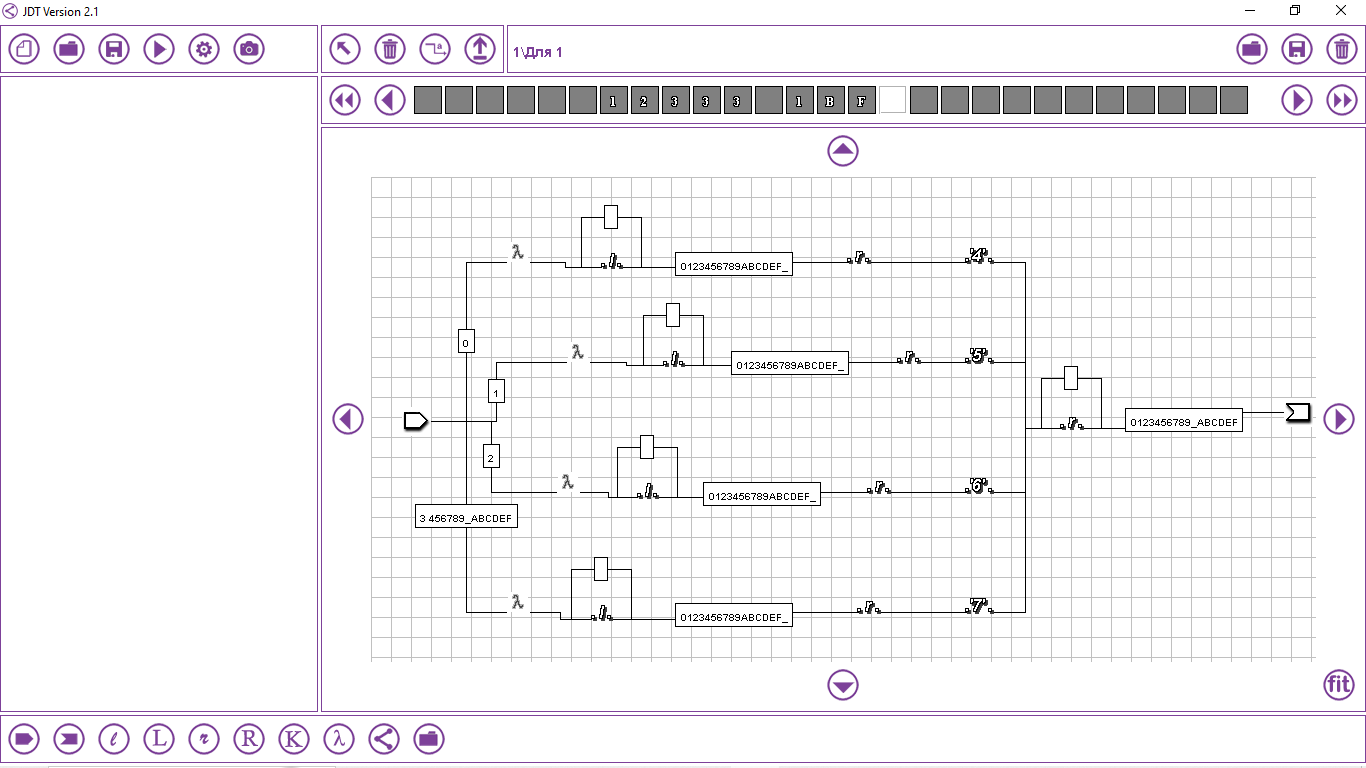 JDT Version 2.1
1\Для 1
1 2 3 3 3 1 B F
λ l 0123456789ABCDEF_ r '4'
0
λ l 0123456789ABCDEF_ r '5'
1
r 0123456789_ABCDEF
2
λ l 0123456789ABCDEF_ r '6'
3 456789_ABCDEF
λ l 0123456789ABCDEF_ r '7'
fit
l L r R K λ